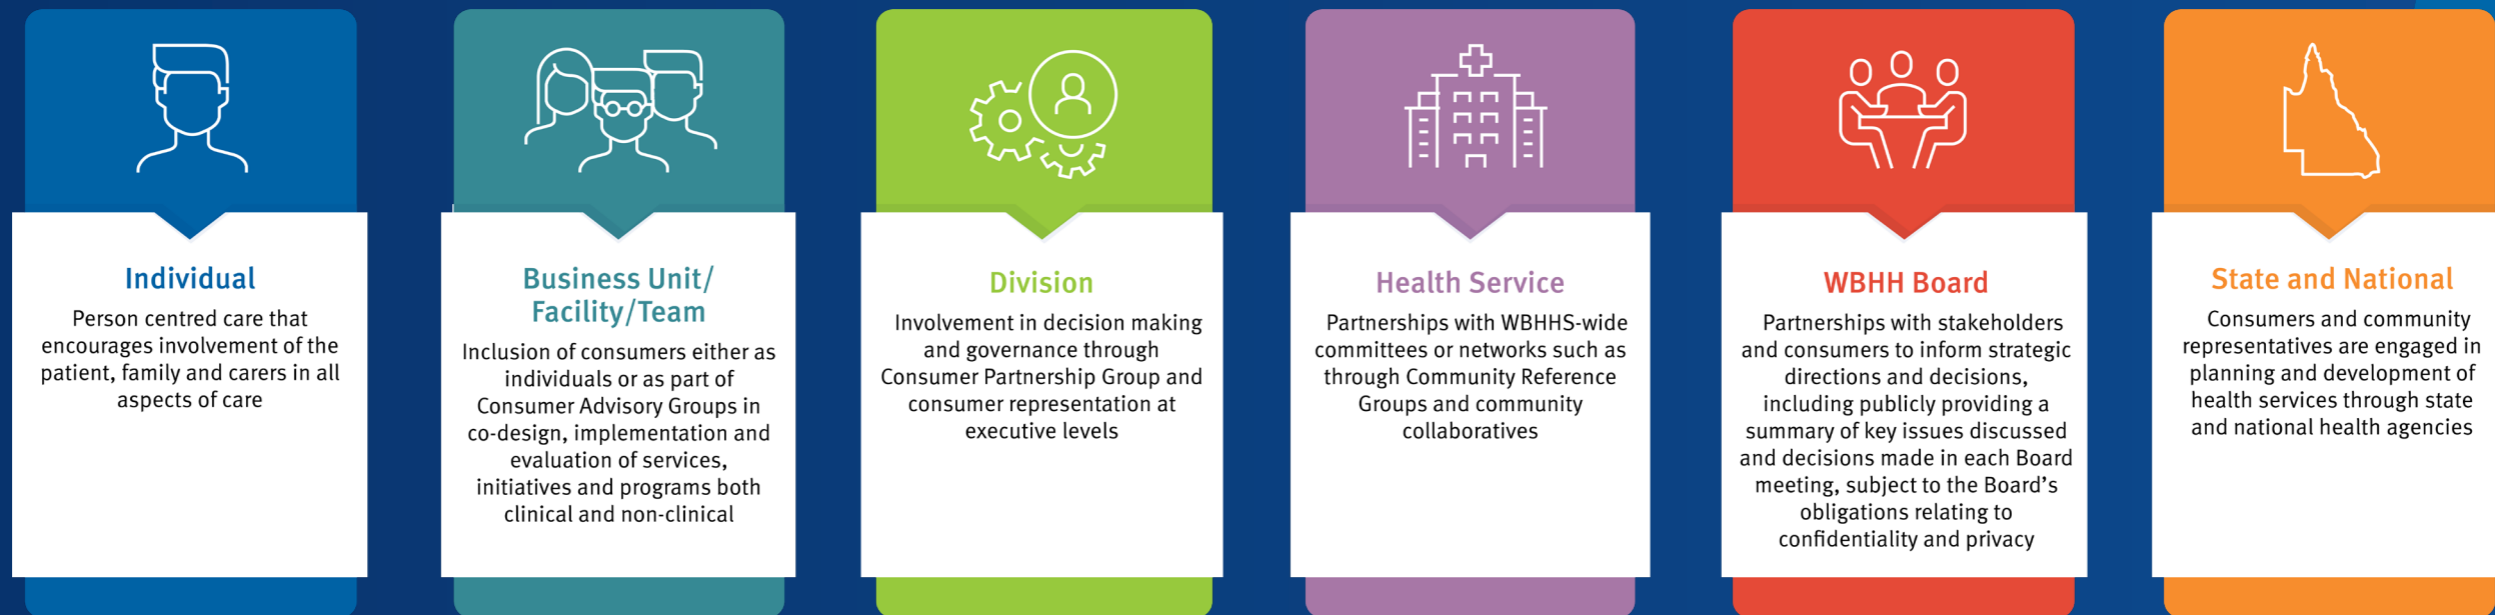 Individual
Person centred care that
encourages involvement of the
patient, family and carers in all
aspects of care
Business Unit/
Facility/Team
Inclusion of consumers either as
individuals or as part of
Consumer Advisory Groups in
co-design, implementation and
evaluation of services,
initiatives and programs both
clinical and non-clinical
Division
Involvement in decision making
and governance through
Consumer Partnership Group and
consumer representation at
executive levels
Health Service
Partnerships with WBHHS-wide
committees or networks such as
through Community Reference
Groups and community
collaboratives
WBHH Board
Partnerships with stakeholders
and consumers to inform strategic
directions and decisions,
including publicly providing a
summary of key issues discussed
and decisions made in each Board
meeting, subject to the Board’s
obligations relating to
confidentiality and privacy
State and National
Consumers and community
representatives are engaged in
planning and development of
health services through state
and national health agencies